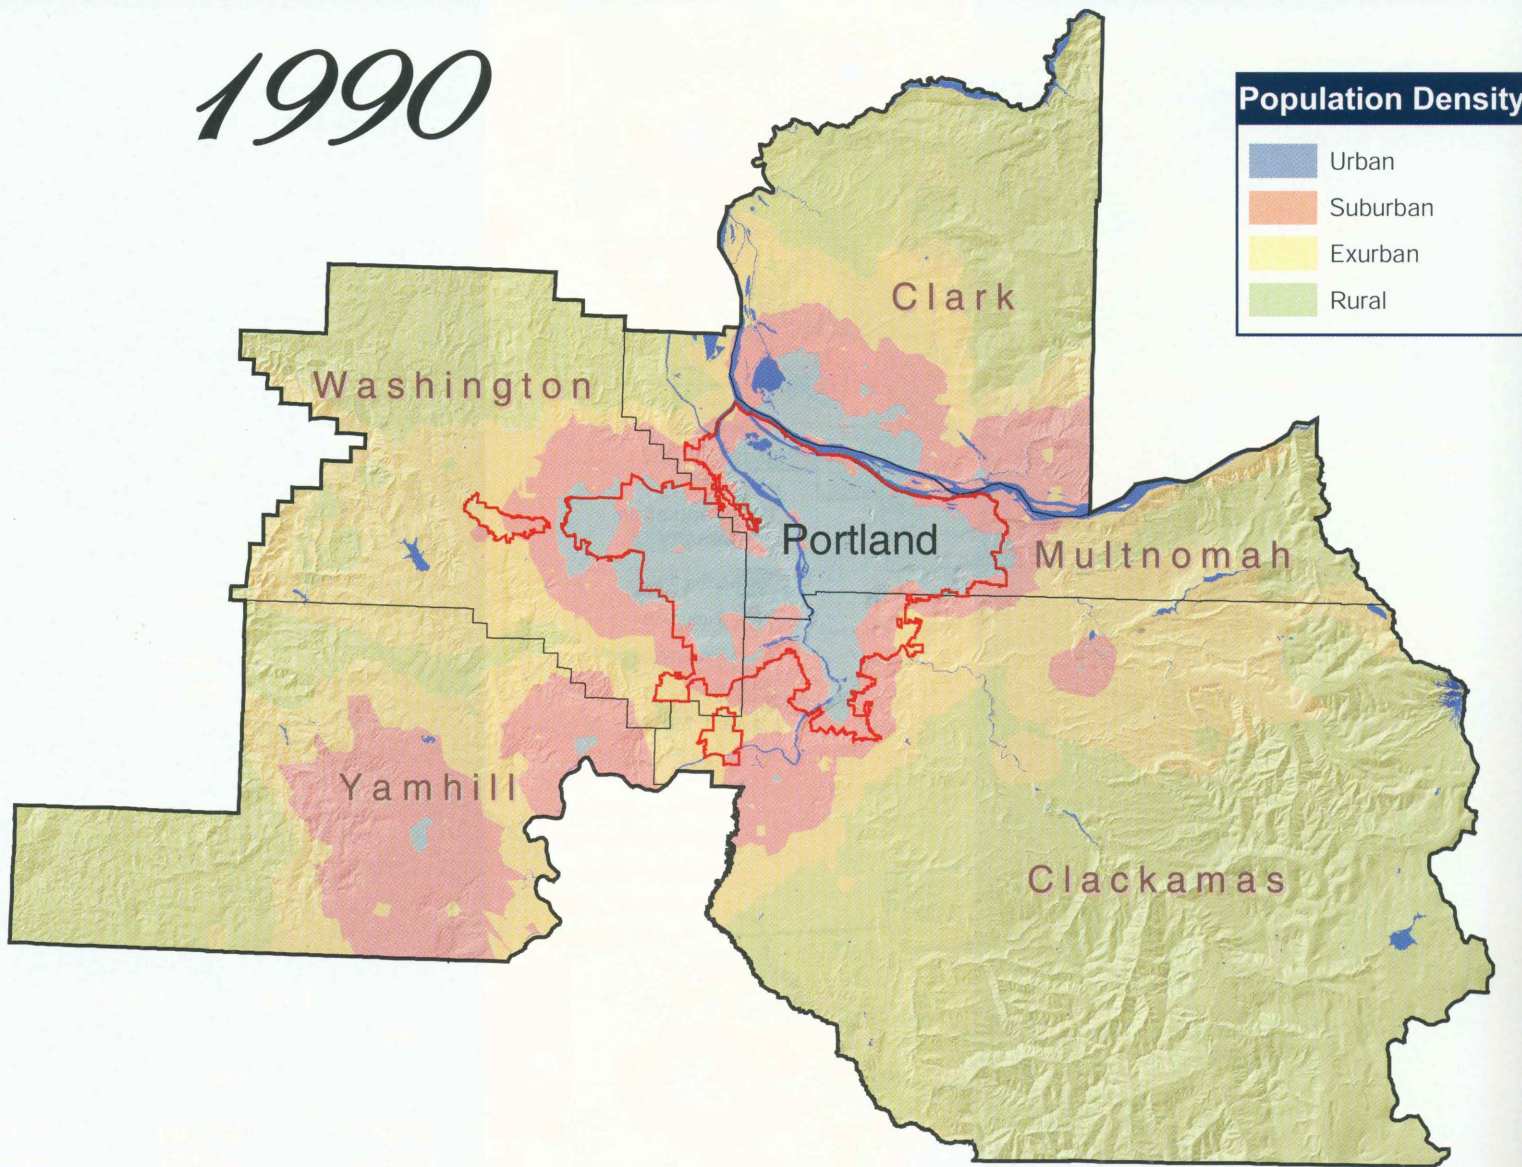 1990
Population Density
Urban
Suburban
Exurban
Rural
Clark
Washington
Portland
Multnomah
Yamhill
Clackamas